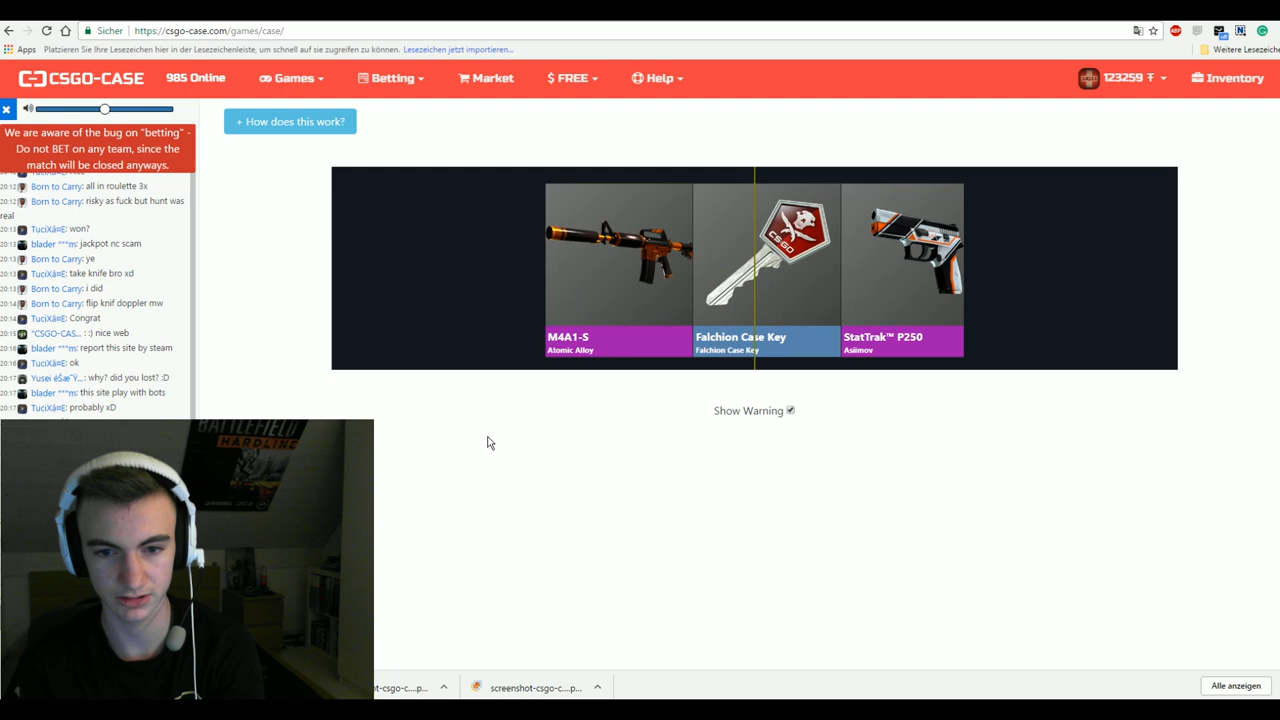 Sicher https://csgo-case.com/games/case/
Apps Platzieren Sie Ihre Lesezeichen hier in der Lesezeichenleiste, um schnell auf sie zugreifen zu können. Lesezeichen jetzt importieren...
Weitere Lesezeiche
CSGO-CASE 985 Online Games Betting Market $ FREE Help 123259 Inventory
+ How does this work?
We are aware of the bug on "betting" -
Do not BET on any team, since the
match will be closed anyways.
20:12 Born to Carry: all in roulette 3x
20:12 Born to Carry: risky as fuck but hunt was
real
20:13 won?
20:13 blader ***m: jackpot nc scam
20:13 Born to Carry: ye
20:13 take knife bro xd
20:13 Born to Carry: i did
20:14 Born to Carry: flip knif doppler mw
20:14 Congrat
20:15 "CSGO-CAS... : :) nice web
20:16 blader ***m: report this site by steam
20:16 ok
20:17 Yusei why? did you lost? :D
20:17 blader ***m: this site play with bots
20:17 probably xD
M4A1-S
Atomic Alloy
CS:GO
Falchion Case Key
Falchion Case Key
StatTrak™ P250
Asiimov
Show Warning
BATTLEFIELD
HARDLINE
ot-csgo-c....p...
screenshot-csgo-c....p...
Alle anzeigen